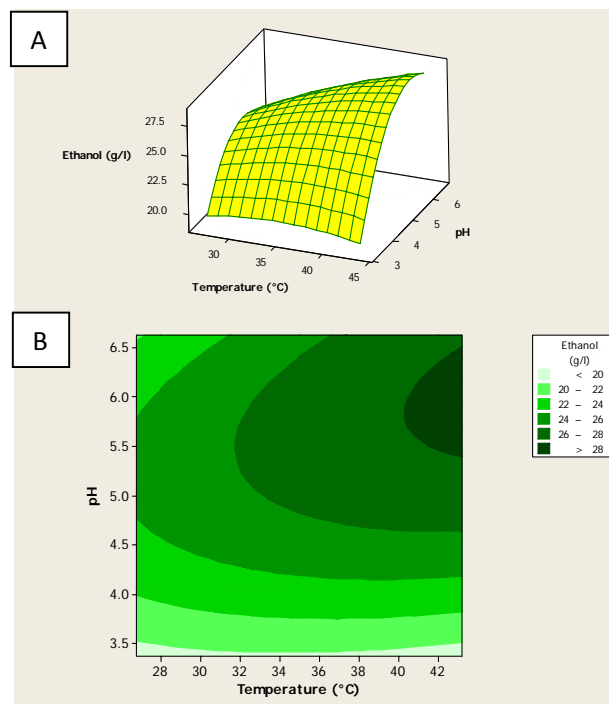 A
27.5
Ethanol (g/l)
25.0
22.5
20.0
6
5
pH
4
3
30
35
40
45
Temperature (°C)
B
6.5
6.0
5.5
pH
5.0
4.5
4.0
3.5
28 30 32 34 36 38 40 42
Temperature (°C)
Ethanol
(g/l)
< 20
20 – 22
22 – 24
24 – 26
26 – 28
> 28